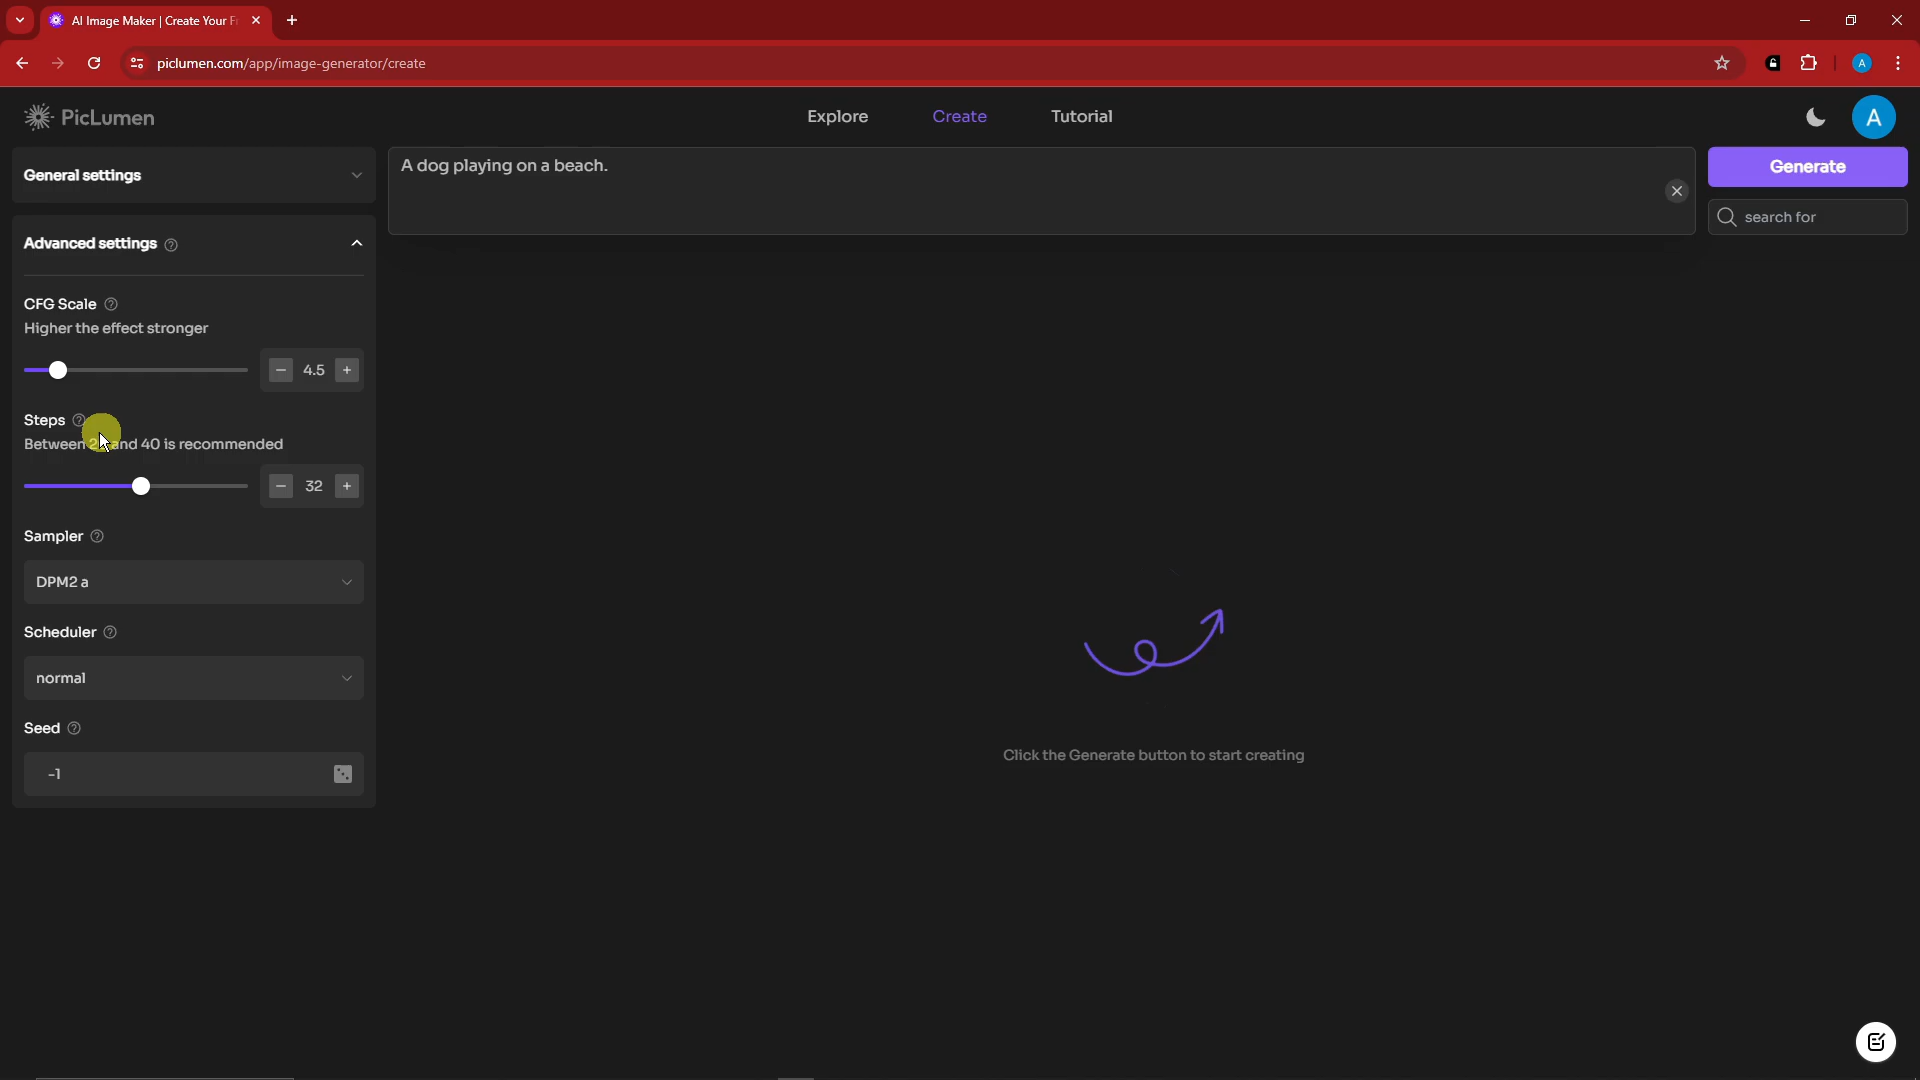 AI Image Maker | Create Your F
piclumen.com/app/image-generator/create
A
PicLumen
Explore
Create
Tutorial
A
General settings
A dog playing on a beach.
Generate
search for
Advanced settings
CFG Scale
Higher the effect stronger
4.5
Steps
Between and 40 is recommended
32
Sampler
DPM2 a
Scheduler
normal
Seed
-1
Click the Generate button to start creating